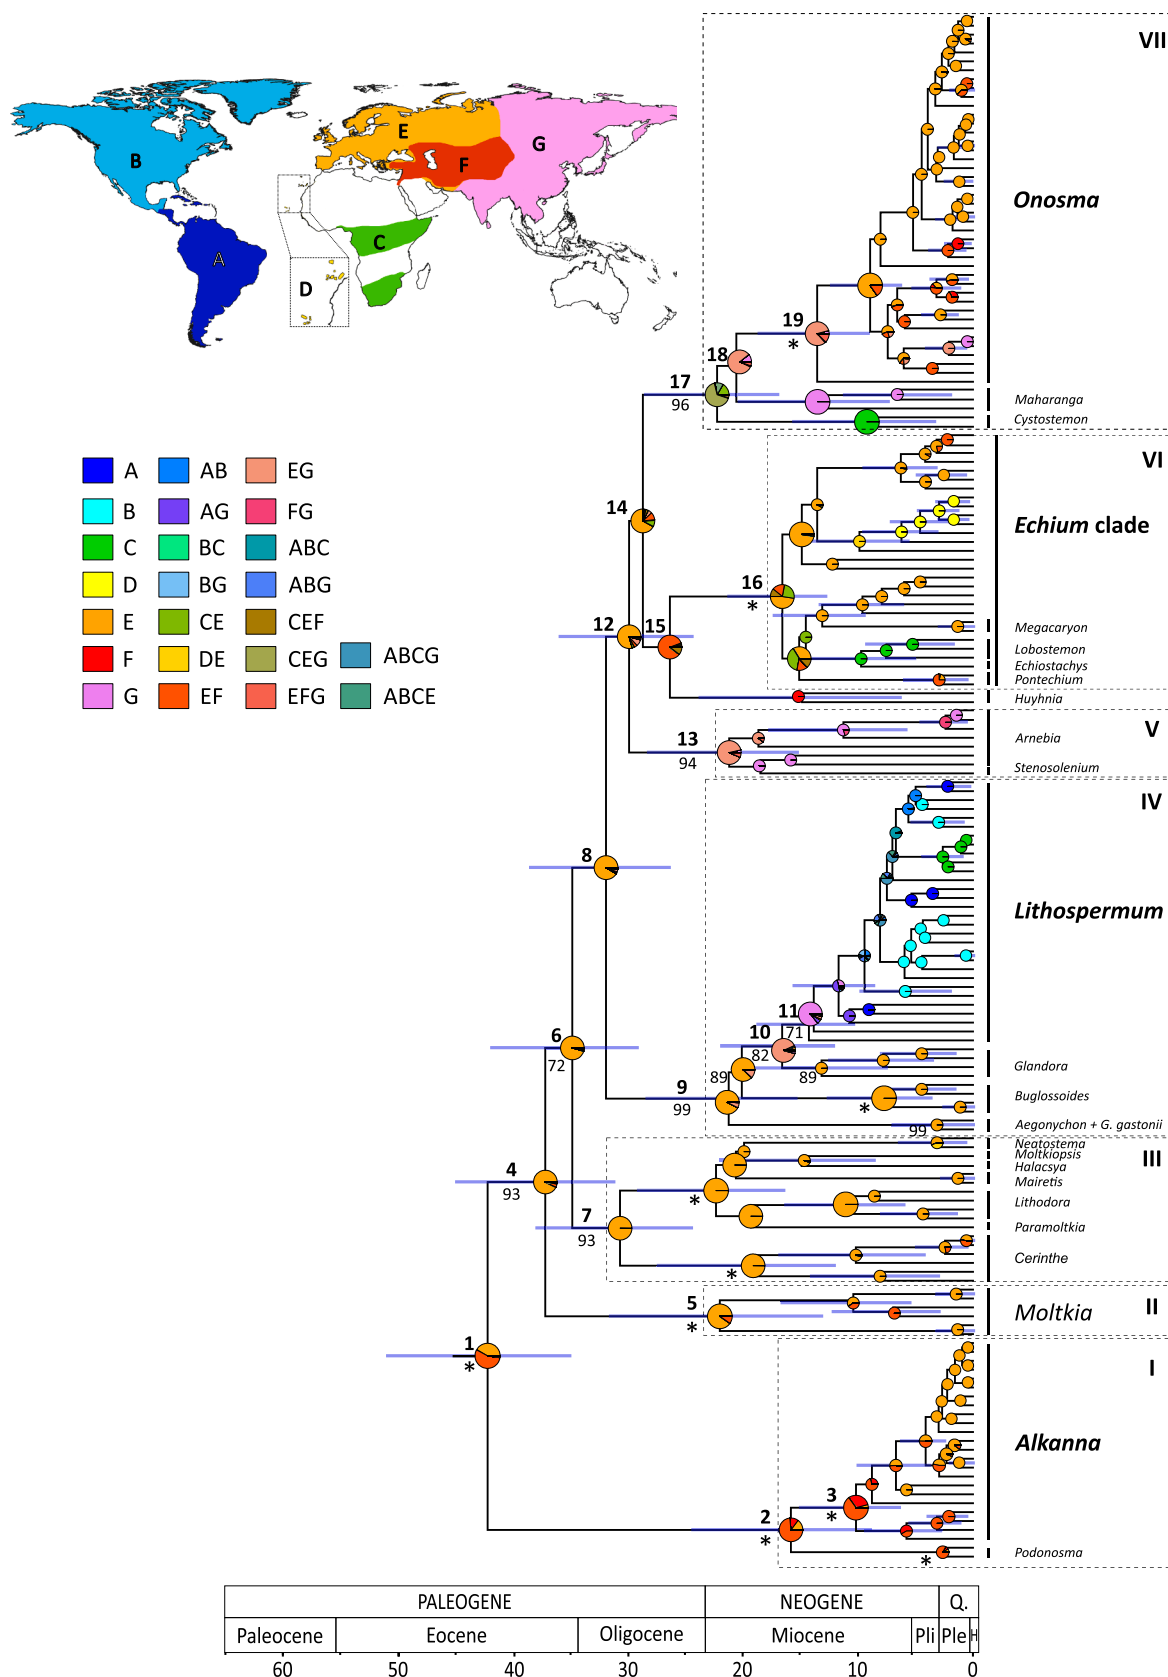 VII
B
E
F
G
C
A
D
Onosma
19
*
18
17
96
Maharanga
Cystostemon
A AB EG
B AG FG
C BC ABC
D BG ABG
E CE CEF
F DE CEG ABCG
G EF EFG ABCE
VI
Echium clade
14
16
*
12
15
Megacaryon
Lobostemon
Echiostachys
Pontechium
Huyhnia
V
13
94
Arnebia
Stenosolenium
IV
8
Lithospermum
11
71
10
82
6
72
89
89
Glandora
9
99
*
Buglossoides
99
Aegonychon + G. gastonii
Neatostema
III
Moltkiopsis
Halacsya
Mairetis
4
93
*
Lithodora
7
93
Paramoltkia
*
Cerinthe
5
*
Moltkia
II
1
*
I
Alkanna
3
*
2
*
*
Podonosma
PALEOGENE NEOGENE Q.
Paleocene Eocene Oligocene Miocene Pli Ple H
60 50 40 30 20 10 0